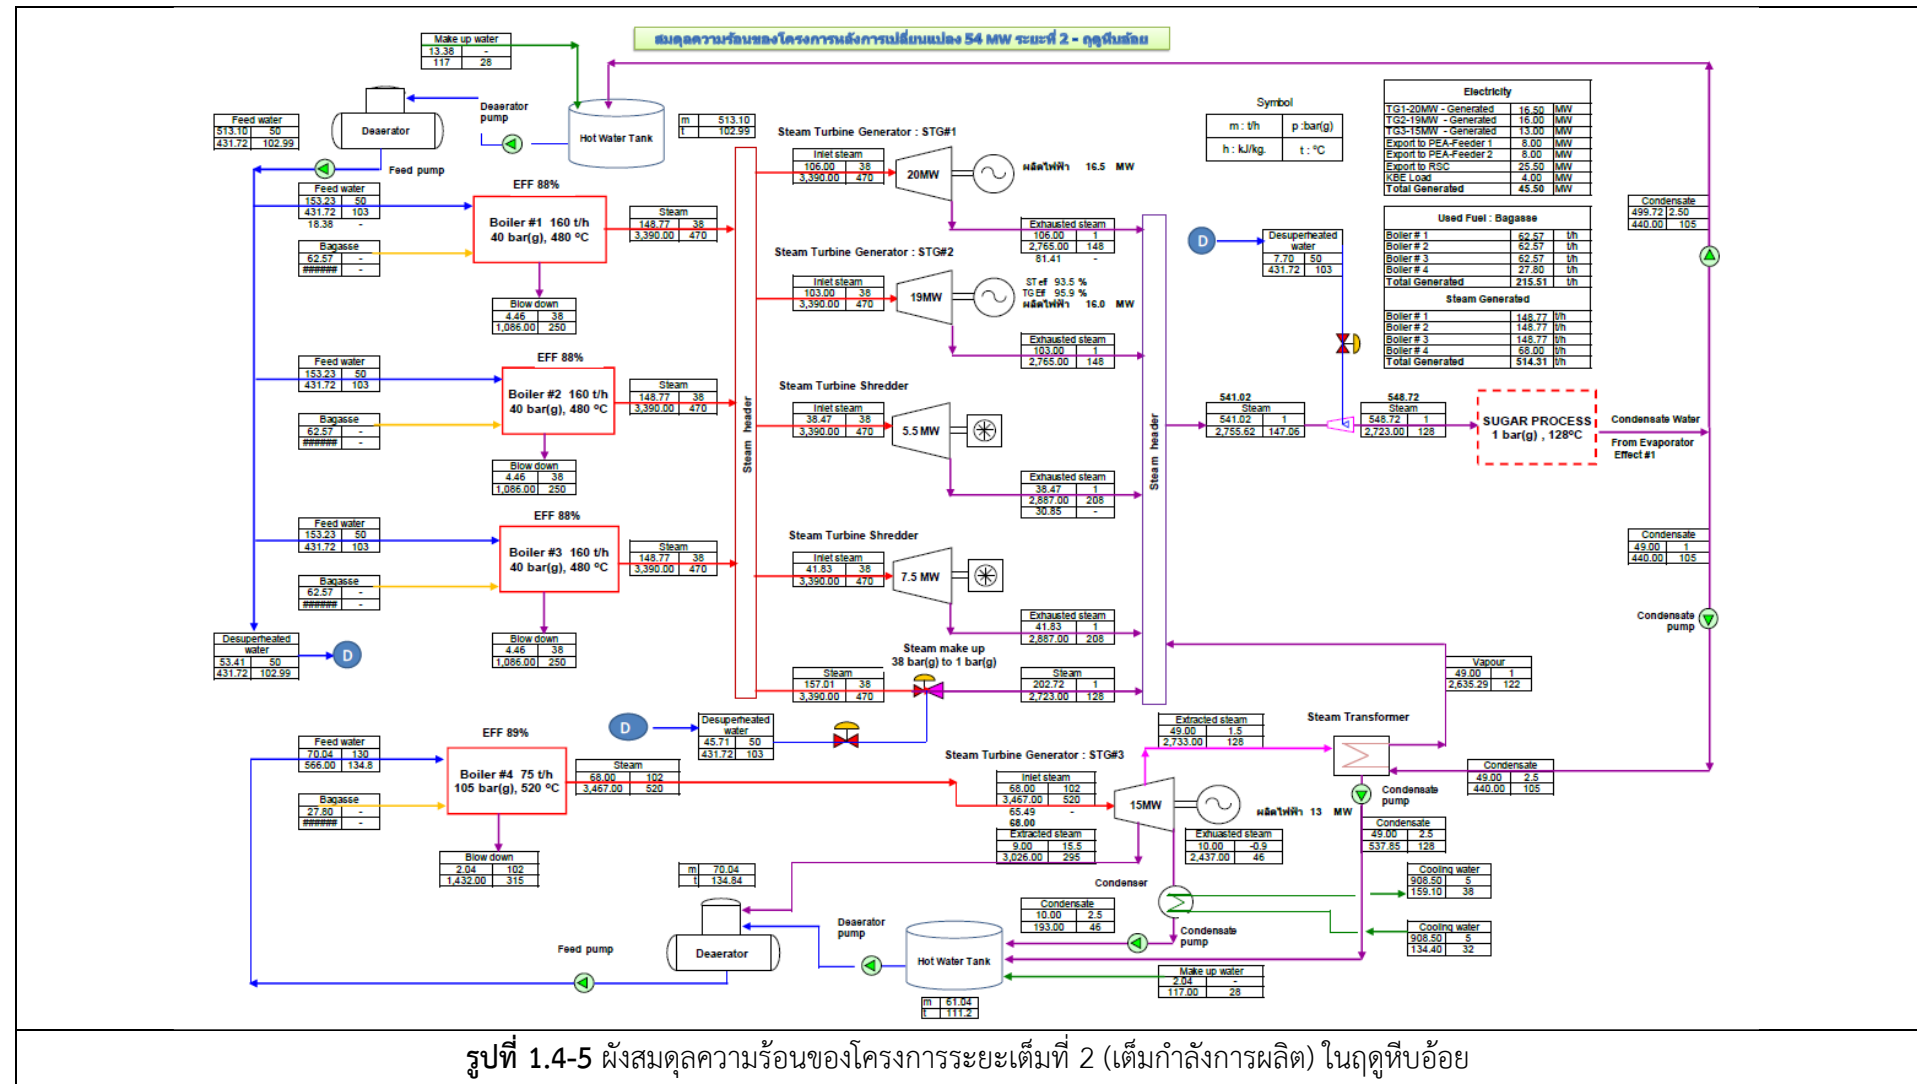 สมดุลความร้อนของโครงการหลังการเปลี่ยนแปลง 54 MW ระยะที่ 2 - ฤดูหีบอ้อย
Make up water
13.38 -
117 28
Feed water
513.10 50
431.72 102.99
Deaerator
Deaerator pump
Hot Water Tank
m 513.10
t 102.99
Feed pump
Feed water
153.23 50
431.72 103
18.38 -
EFF 88%
Boiler #1 160 t/h
40 bar(g), 480 ºC
Bagasse
62.57 -
###### -
Steam
148.77 38
3,390.00 470
Blow down
4.46 38
1,086.00 250
Feed water
153.23 50
431.72 103
EFF 88%
Boiler #2 160 t/h
40 bar(g), 480 ºC
Bagasse
62.57 -
###### -
Steam
148.77 38
3,390.00 470
Blow down
4.46 38
1,086.00 250
Feed water
153.23 50
431.72 103
EFF 88%
Boiler #3 160 t/h
40 bar(g), 480 ºC
Bagasse
62.57 -
###### -
Steam
148.77 38
3,390.00 470
Blow down
4.46 38
1,086.00 250
Desuperheated
water
53.41 50
431.72 102.99
D
Steam header
Steam Turbine Generator : STG#1
Inlet steam
106.00 38
3,390.00 470
20MW
ผลิตไฟฟ้า 16.5 MW
Exhausted steam
106.00 1
2,765.00 148
81.41 -
Steam Turbine Generator : STG#2
Inlet steam
103.00 38
3,390.00 470
19MW
ST ef 93.5 %
TG Ef 95.9 %
ผลิตไฟฟ้า 16.0 MW
Exhausted steam
103.00 1
2,765.00 148
Steam Turbine Shredder
Inlet steam
38.47 38
3,390.00 470
5.5 MW
Exhausted steam
38.47 1
2,887.00 208
30.85 -
Steam Turbine Shredder
Inlet steam
41.83 38
3,390.00 470
7.5 MW
Exhausted steam
41.83 1
2,887.00 208
Steam make up
38 bar(g) to 1 bar(g)
Steam
157.01 38
3,390.00 470
Steam
202.72 1
2,723.00 128
D
Desuperheated
water
45.71 50
431.72 103
Steam header
Symbol
m : t/h p :bar(g)
h : kJ/kg. t : ºC
D
Desuperheated
water
7.70 50
431.72 103
Electricity
TG1-20MW - Generated 16.50 MW
TG2-19MW - Generated 16.00 MW
TG3-15MW - Generated 13.00 MW
Export to PEA-Feeder 1 8.00 MW
Export to PEA-Feeder 2 8.00 MW
Export to RSC 25.50 MW
KBE Load 4.00 MW
Total Generated 45.50 MW
Used Fuel : Bagasse
Boiler # 1 62.57 t/h
Boiler # 2 62.57 t/h
Boiler # 3 62.57 t/h
Boiler # 4 27.80 t/h
Total Generated 215.51 t/h
Steam Generated
Boiler # 1 148.77 t/h
Boiler # 2 148.77 t/h
Boiler # 3 148.77 t/h
Boiler # 4 68.00 t/h
Total Generated 514.31 t/h
541.02
Steam
541.02 1
2,755.62 147.06
548.72
Steam
548.72 1
2,723.00 128
SUGAR PROCESS
1 bar(g) , 128ºC
Condensate Water
From Evaporator
Effect #1
Condensate
499.72 2.50
440.00 105
Condensate
49.00 1
440.00 105
Condensate
pump
Vapour
49.00 1
2,635.29 122
Feed water
70.04 130
566.00 134.8
EFF 89%
Boiler #4 75 t/h
105 bar(g), 520 ºC
Bagasse
27.80 -
###### -
Steam
68.00 102
3,467.00 520
Blow down
2.04 102
1,432.00 315
Steam Turbine Generator : STG#3
Inlet steam
68.00 102
3,467.00 520
65.49 -
68.00
Extracted steam
9.00 15.5
3,026.00 295
15MW
ผลิตไฟฟ้า 13 MW
Extracted steam
49.00 1.5
2,733.00 128
Steam Transformer
Exhuasted steam
10.00 -0.9
2,437.00 46
Condensate
49.00 2.5
440.00 105
Condensate
pump
Condensate
49.00 2.5
537.85 128
Cooling water
908.50 5
159.10 38
Cooling water
908.50 5
134.40 32
Condenser
Condensate
10.00 2.5
193.00 46
Condensate
pump
Make up water
2.04 -
117.00 28
m 70.04
t 134.84
Deaerator
Deaerator
pump
Hot Water Tank
m 61.04
t 111.2
Feed pump
รูปที่ 1.4-5 ผังสมดุลความร้อนของโครงการระยะเต็มที่ 2 (เต็มกำลังการผลิต) ในฤดูหีบอ้อย